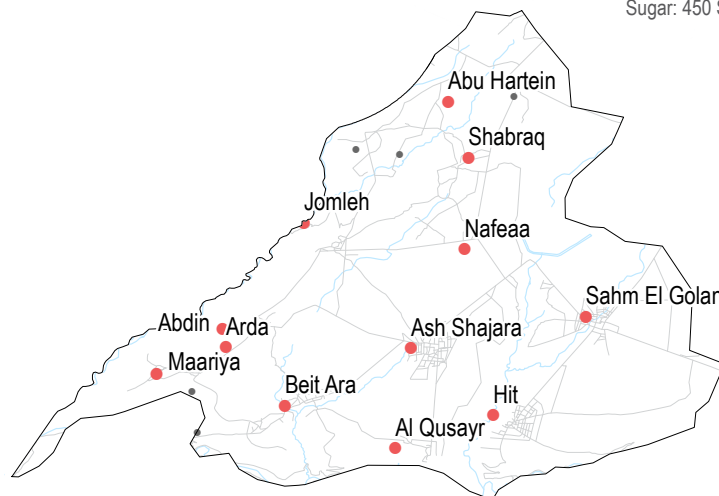 Sugar: 450 S
Abu Hartein
Shabraq
Jomleh
Nafeaa
Sahm El Golan
Abdin
Arda
Ash Shajara
Maariya
Beit Ara
Hit
Al Qusayr